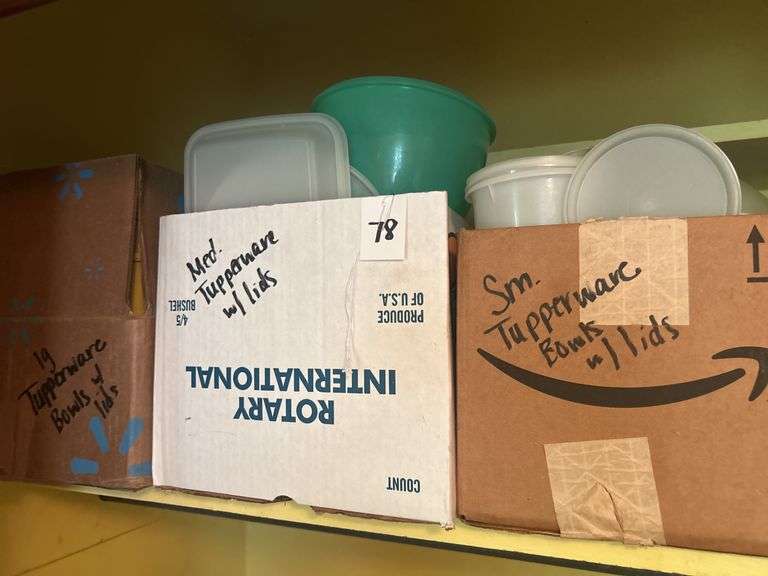 lg
Tupperware
Bowls w/
lids
78
Med.
Tupperware
w/ lids
4/5
BUSHEL
PRODUCE
OF U.S.A.
ROTARY
INTERNATIONAL
COUNT
Sm.
Tupperware
Bowls
w/ lids